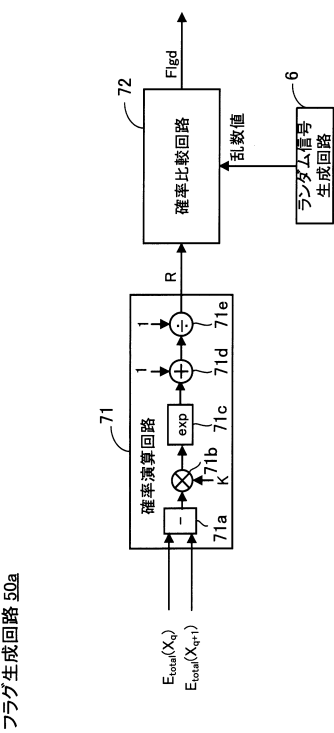 フラグ生成回路 50a
E_total(X_q)
E_total(X_q+1)
71
確率演算回路
－
71a
71b
K
exp
71c
1
＋
71d
1
÷
71e
R
72
確率比較回路
Flgd
乱数値
6
ランダム信号
生成回路